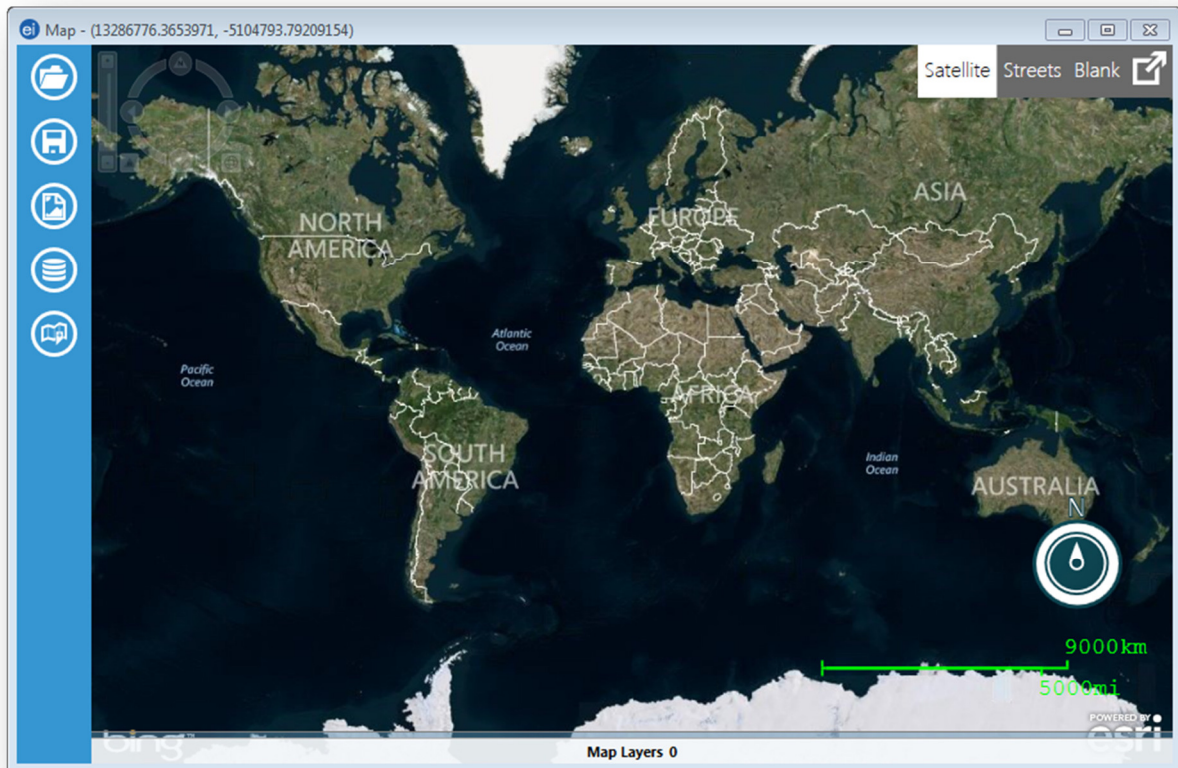 ei Map - (13286776.3653971, -5104793.79209154)
Satellite Streets Blank
NORTH
AMERICA
EUROPE
ASIA
Atlantic
Ocean
Pacific
Ocean
AFRICA
SOUTH
AMERICA
Indian
Ocean
AUSTRALIA
N
9000km
5000mi
POWERED BY
esri
bing
Map Layers 0